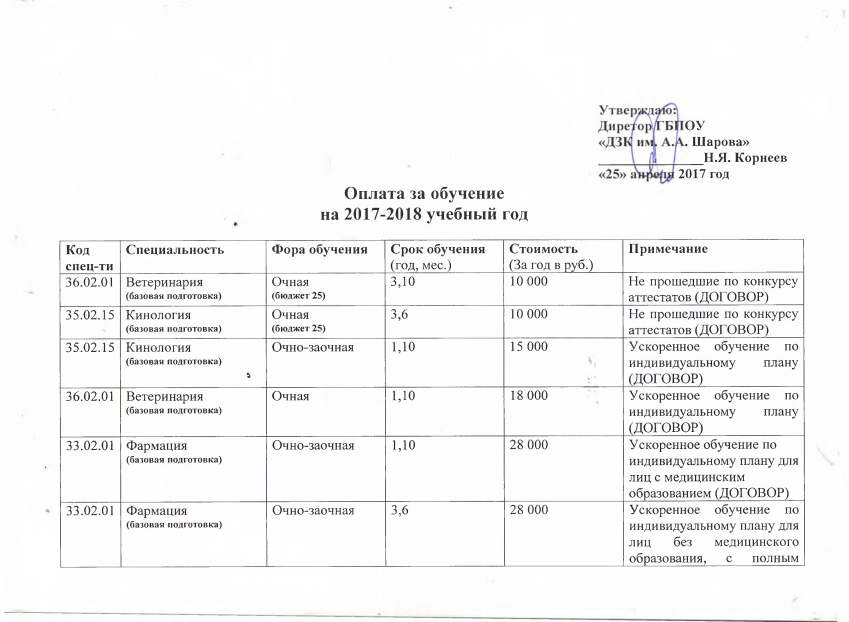 Утверждаю:
Диретор ГБПОУ
«ДЗК им. А.А. Шарова»
_______________Н.Я. Корнеев
«25» апреля 2017 год
Оплата за обучение
на 2017-2018 учебный год
Код Специальность Фора обучения Срок обучения Стоимость Примечание
спец-ти (год, мес.) (За год в руб.)
36.02.01 Ветеринария Очная 3,10 10 000 Не прошедшие по конкурсу
(базовая подготовка) (бюджет 25) аттестатов (ДОГОВОР)
35.02.15 Кинология Очная 3,6 10 000 Не прошедшие по конкурсу
(базовая подготовка) (бюджет 25) аттестатов (ДОГОВОР)
35.02.15 Кинология Очно-заочная 1,10 15 000 Ускоренное обучение по
(базовая подготовка) индивидуальному плану
(ДОГОВОР)
36.02.01 Ветеринария Очная 1,10 18 000 Ускоренное обучение по
(базовая подготовка) индивидуальному плану
(ДОГОВОР)
33.02.01 Фармация Очно-заочная 1,10 28 000 Ускоренное обучение по
(базовая подготовка) индивидуальному плану для
лиц с медицинским
образованием (ДОГОВОР)
33.02.01 Фармация Очно-заочная 3,6 28 000 Ускоренное обучение по
(базовая подготовка) индивидуальному плану для
лиц без медицинского
образования, с полным